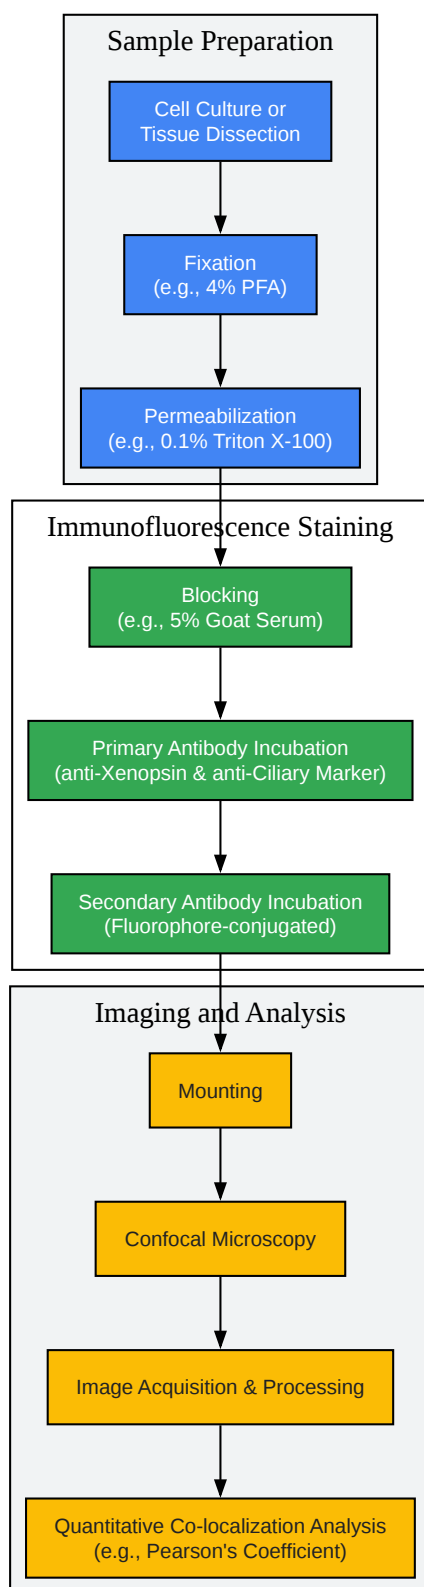 Sample Preparation
Cell Culture or
Tissue Dissection
Fixation
(e.g., 4% PFA)
Permeabilization
(e.g., 0.1% Triton X-100)
Immunofluorescence Staining
Blocking
(e.g., 5% Goat Serum)
Primary Antibody Incubation
(anti-Xenopsin & anti-Ciliary Marker)
Secondary Antibody Incubation
(Fluorophore-conjugated)
Imaging and Analysis
Mounting
Confocal Microscopy
Image Acquisition & Processing
Quantitative Co-localization Analysis
(e.g., Pearson's Coefficient)